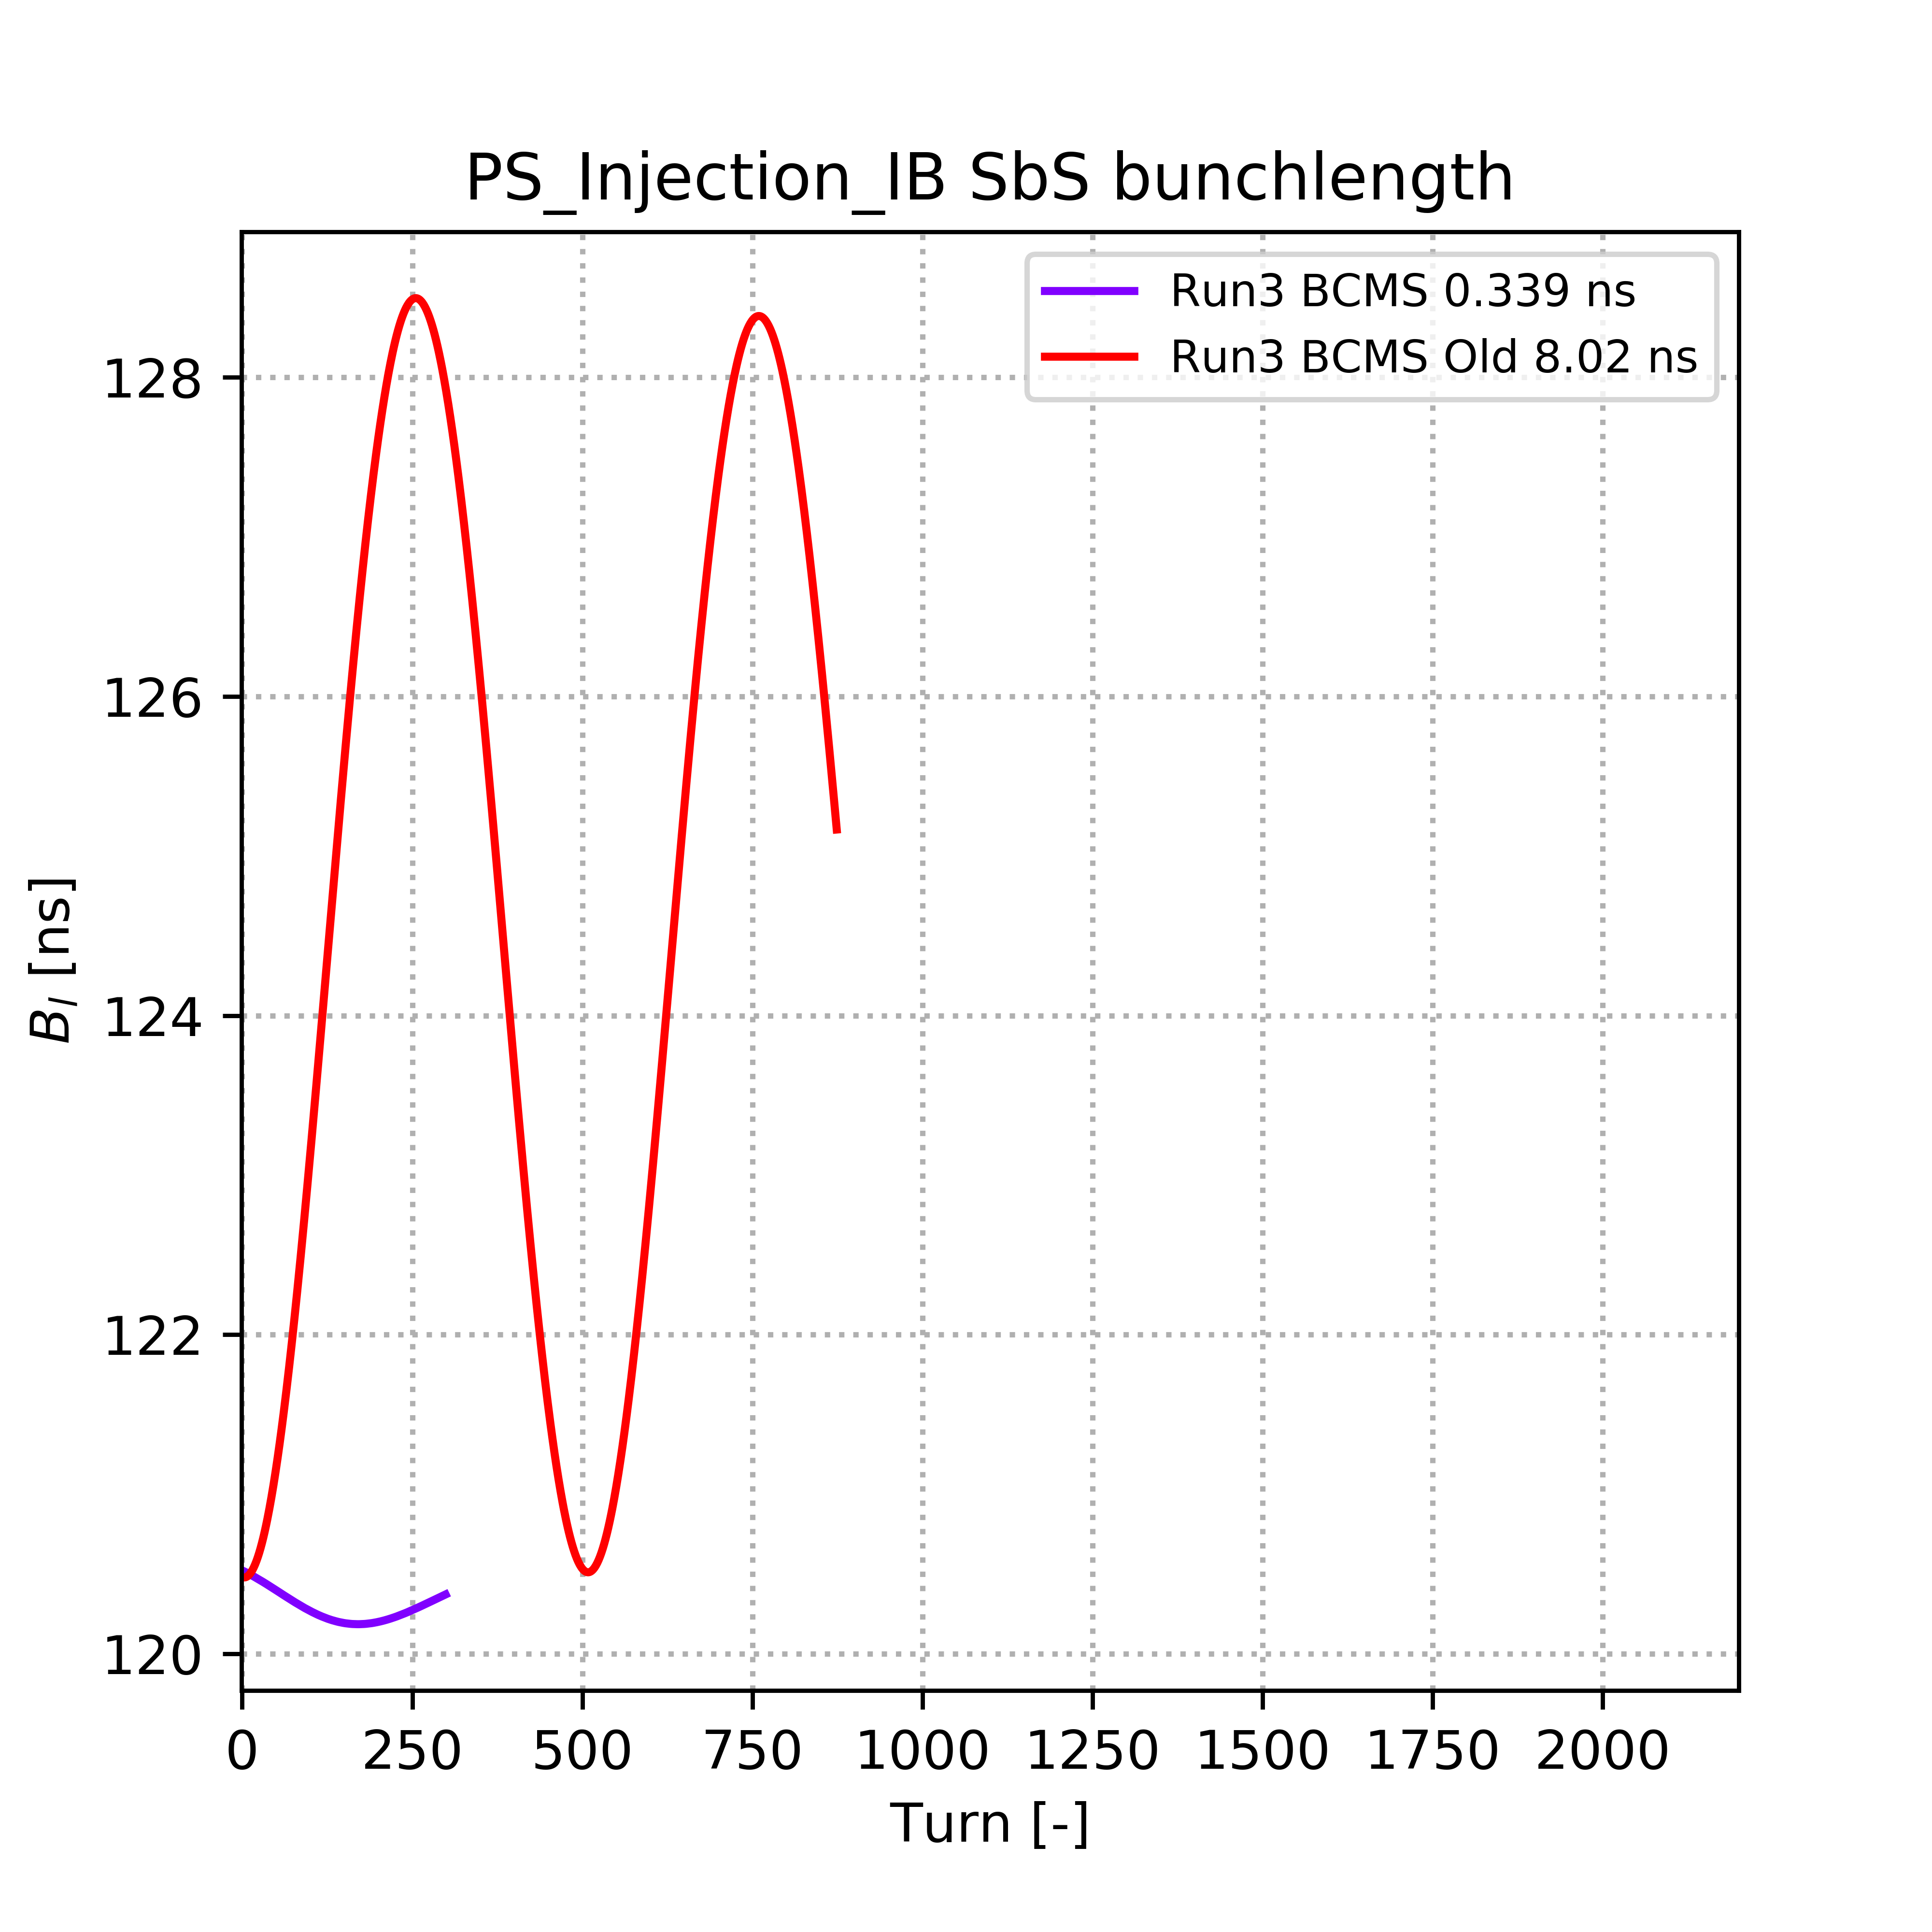 PS_Injection_IB SbS bunchlength
Run3 BCMS 0.339 ns
Run3 BCMS Old 8.02 ns
128
126
124
122
120
B_l [ns]
0 250 500 750 1000 1250 1500 1750 2000
Turn [-]